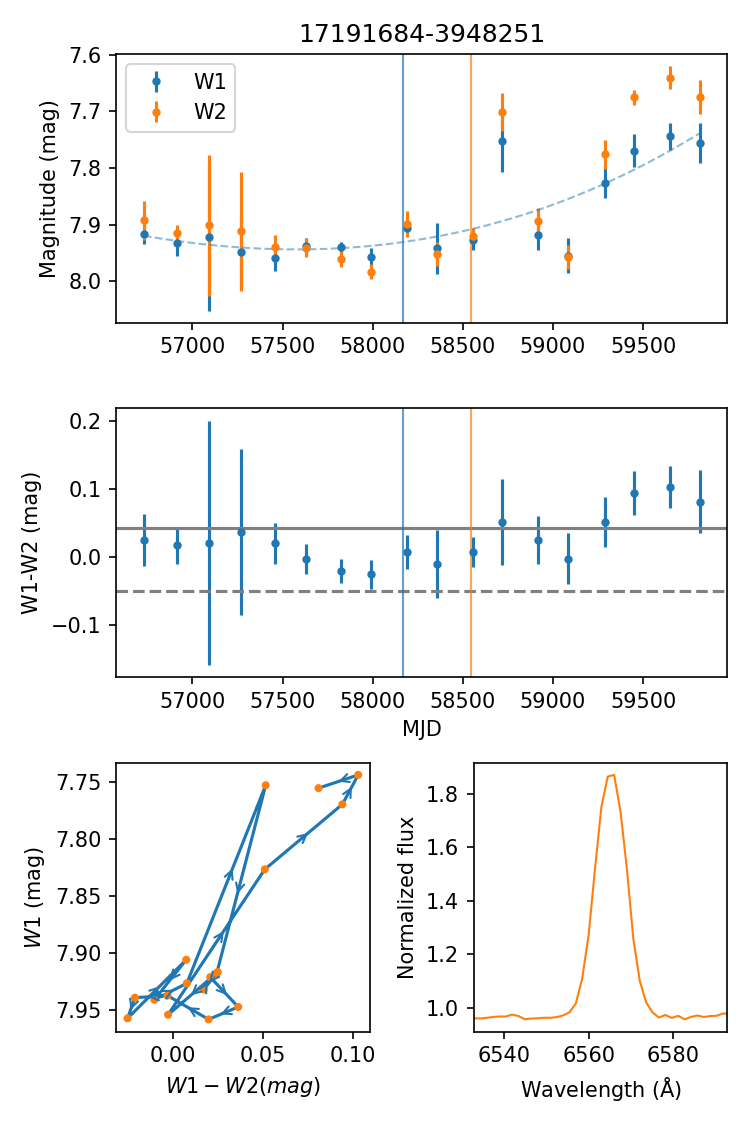 17191684-3948251
Magnitude (mag)
7.6
7.7
7.8
7.9
8.0
W1
W2
57000 57500 58000 58500 59000 59500
W1-W2 (mag)
0.2
0.1
0.0
−0.1
57000 57500 58000 58500 59000 59500
MJD
W1 (mag)
7.75
7.80
7.85
7.90
7.95
0.00 0.05 0.10
W1 − W2(mag)
Normalized flux
1.8
1.6
1.4
1.2
1.0
6540 6560 6580
Wavelength (Å)